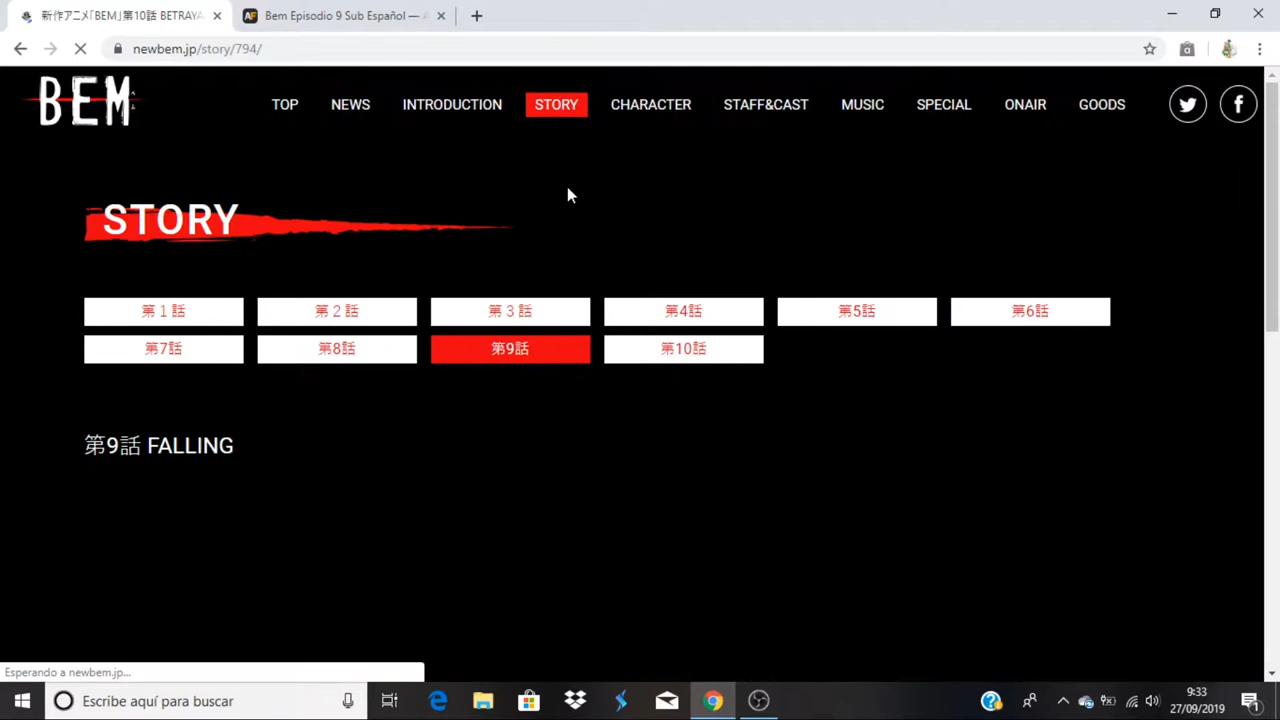 新作アニメ「BEM」第10話 BETRAYA
Bem Episodio 9 Sub Español —
newbem.jp/story/794/
BEM
TOP NEWS INTRODUCTION STORY CHARACTER STAFF&CAST MUSIC SPECIAL ONAIR GOODS
STORY
第1話 第2話 第3話 第4話 第5話 第6話
第7話 第8話 第9話 第10話
第9話 FALLING
Esperando a newbem.jp...
Escribe aquí para buscar
9:33
27/09/2019